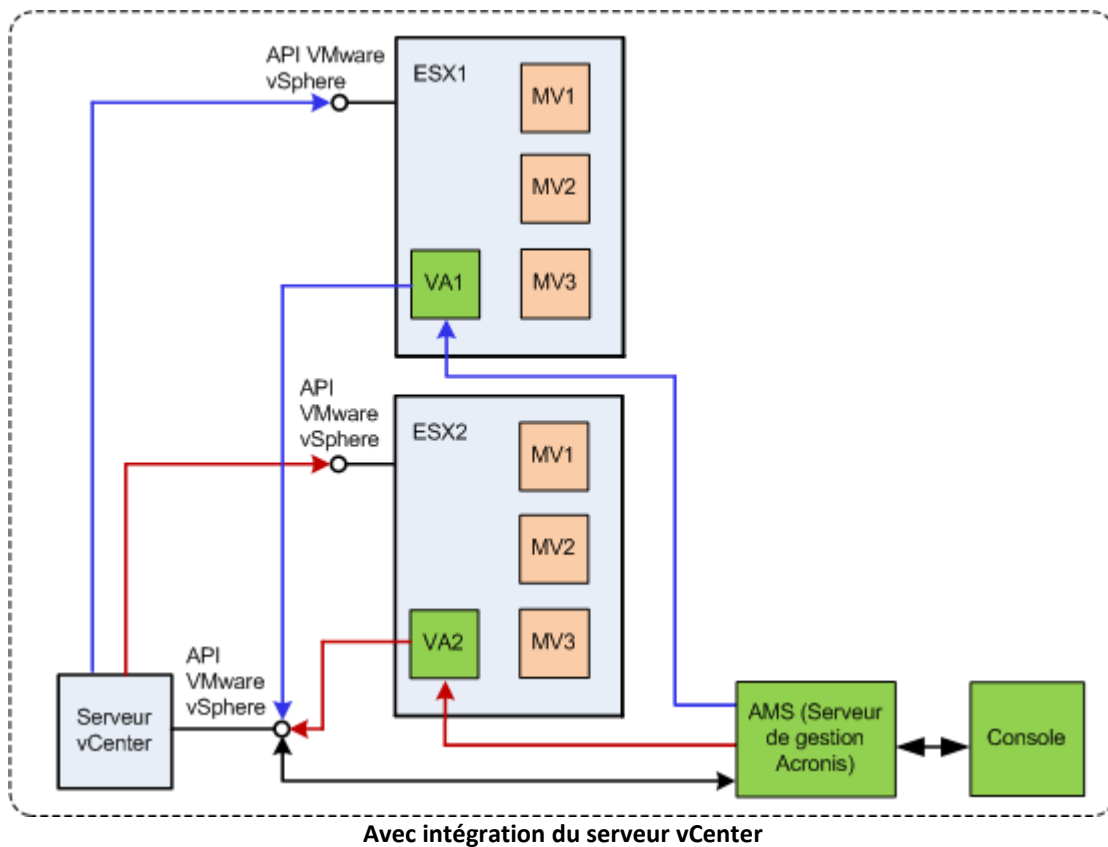 API VMware
vSphere
ESX1
MV1
MV2
VA1
MV3
API
VMware
vSphere
ESX2
MV1
MV2
VA2
MV3
API
VMware
vSphere
Serveur
vCenter
AMS (Serveur
de gestion
Acronis)
Console
Avec intégration du serveur vCenter